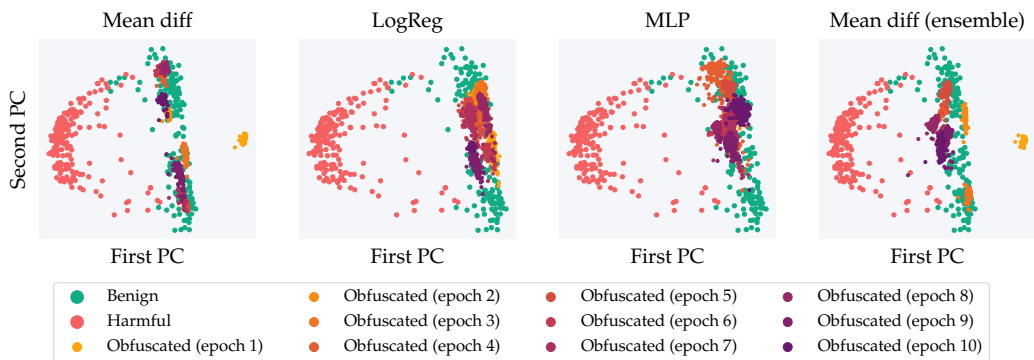 Mean diff
LogReg
MLP
Mean diff (ensemble)
Second PC
First PC
First PC
First PC
First PC
Benign
Harmful
Obfuscated (epoch 1)
Obfuscated (epoch 2)
Obfuscated (epoch 3)
Obfuscated (epoch 4)
Obfuscated (epoch 5)
Obfuscated (epoch 6)
Obfuscated (epoch 7)
Obfuscated (epoch 8)
Obfuscated (epoch 9)
Obfuscated (epoch 10)